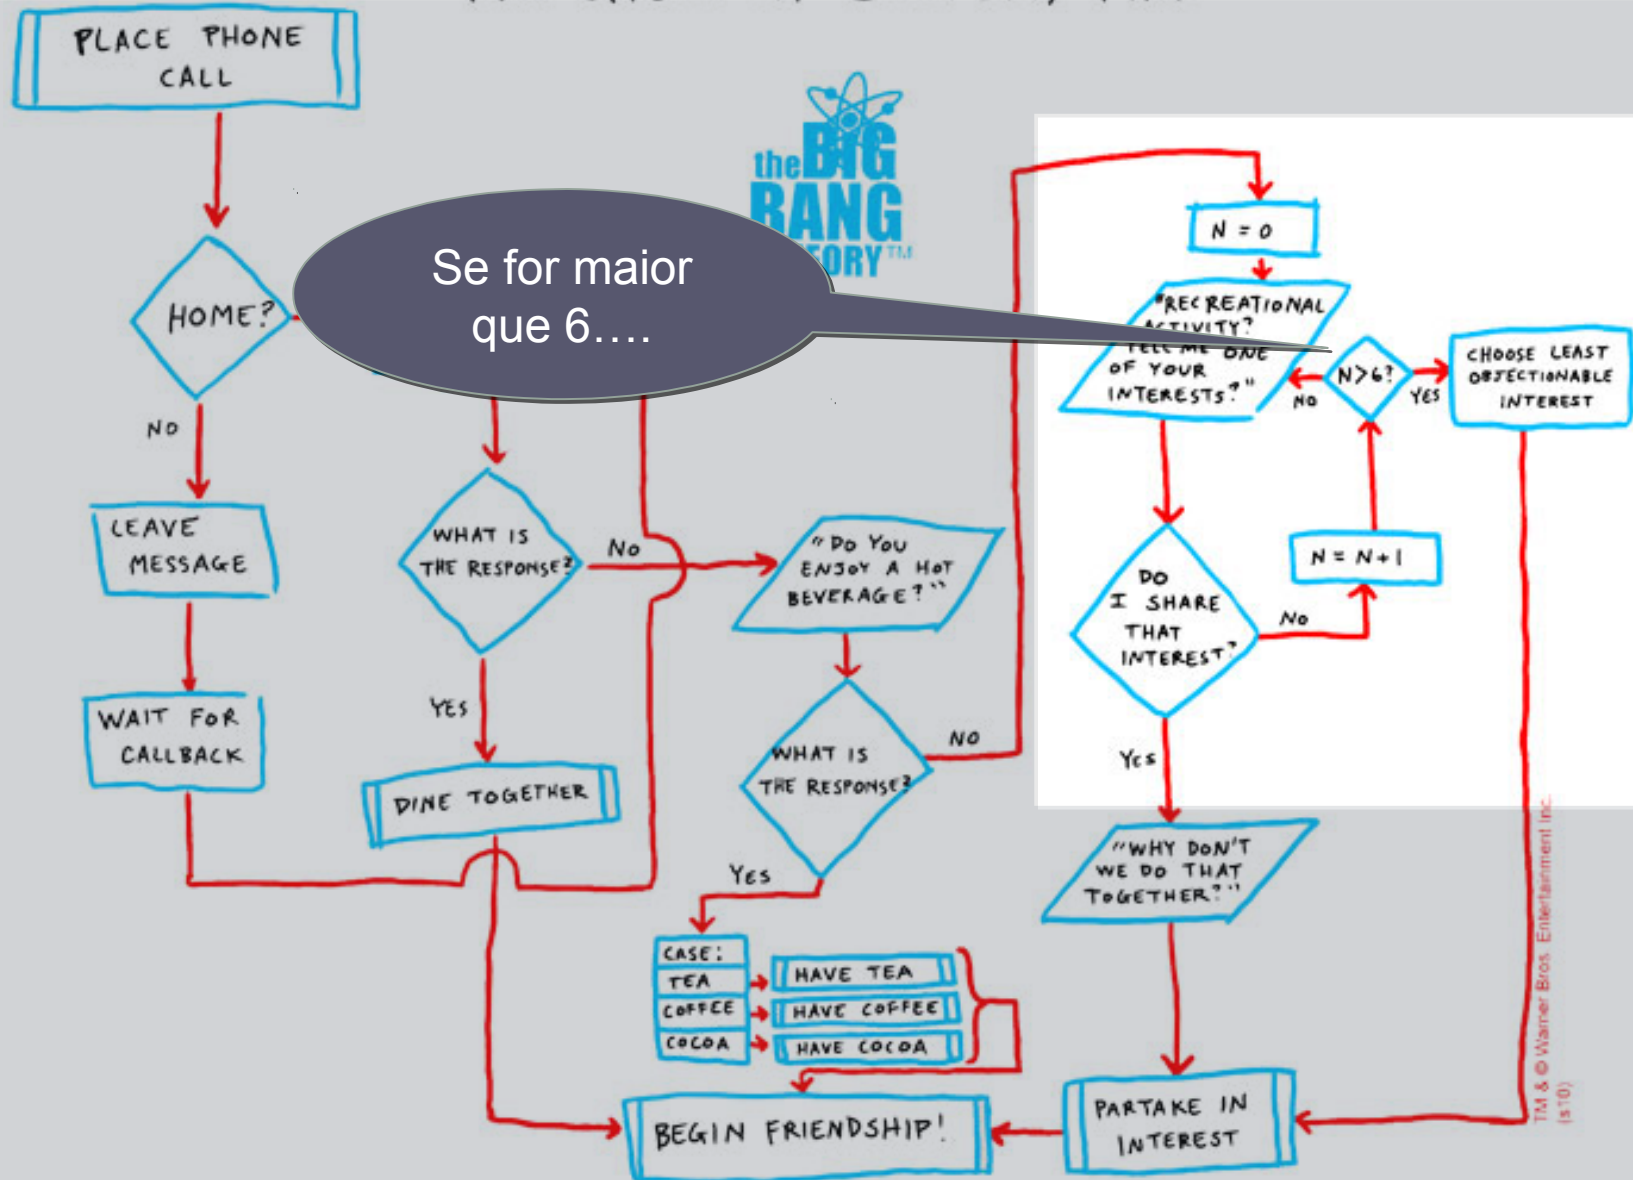 PLACE PHONE
CALL
the BIG
BANG
™
Se for maior
que 6....
HOME?
NO
LEAVE
MESSAGE
WAIT FOR
CALLBACK
WHAT IS
THE RESPONSE?
NO
YES
DINE TOGETHER
"DO YOU
ENJOY A HOT
BEVERAGE?"
WHAT IS
THE RESPONSE?
NO
YES
CASE:
TEA
COFFEE
COCOA
HAVE TEA
HAVE COFFEE
HAVE COCOA
BEGIN FRIENDSHIP!
N = 0
"RECREATIONAL
ACTIVITY?
TELL ME ONE
OF YOUR
INTERESTS?"
N>6?
NO
YES
CHOOSE LEAST
OBJECTIONABLE
INTEREST
N = N+1
DO
I SHARE
THAT
INTEREST?
NO
YES
"WHY DON'T
WE DO THAT
TOGETHER?"
PARTAKE IN
INTEREST
TM & © Warner Bros. Entertainment Inc.
(s10)